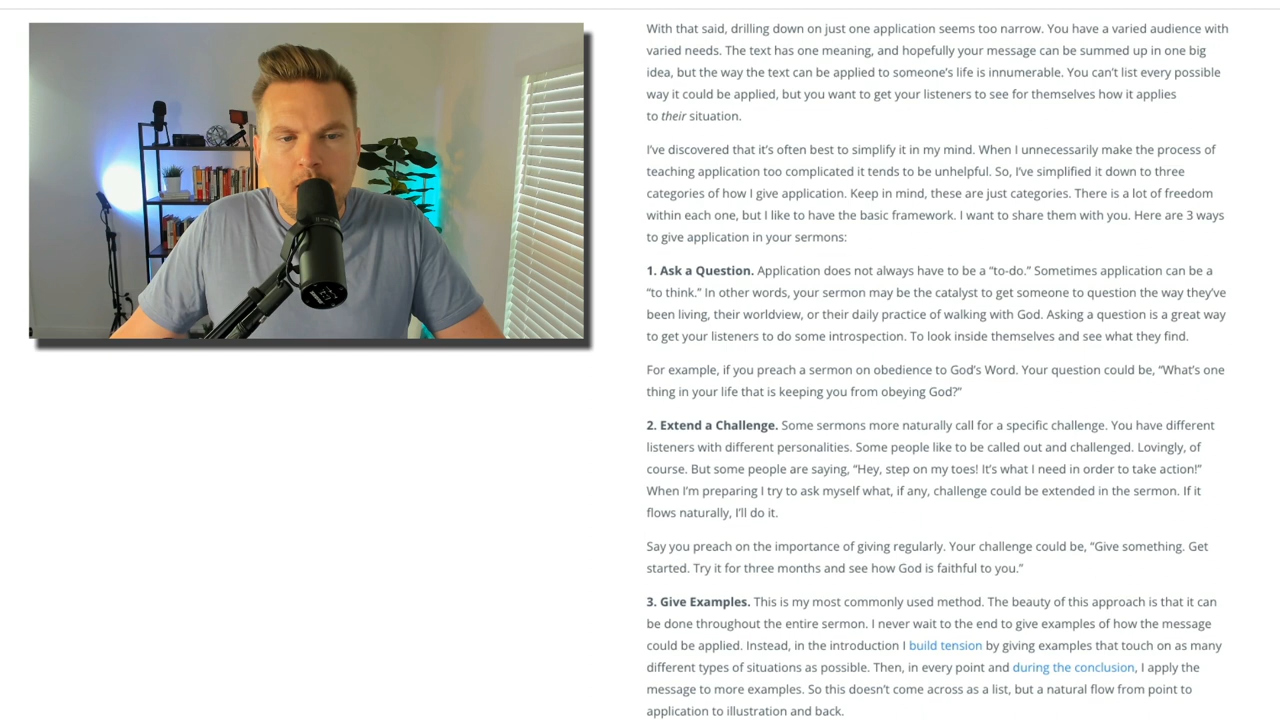 With that said, drilling down on just one application seems too narrow. You have a varied audience with
varied needs. The text has one meaning, and hopefully your message can be summed up in one big
idea, but the way the text can be applied to someone’s life is innumerable. You can’t list every possible
way it could be applied, but you want to get your listeners to see for themselves how it applies
to their situation.
I’ve discovered that it’s often best to simplify it in my mind. When I unnecessarily make the process of
teaching application too complicated it tends to be unhelpful. So, I’ve simplified it down to three
categories of how I give application. Keep in mind, these are just categories. There is a lot of freedom
within each one, but I like to have the basic framework. I want to share them with you. Here are 3 ways
to give application in your sermons:
1. Ask a Question. Application does not always have to be a “to-do.” Sometimes application can be a
“to think.” In other words, your sermon may be the catalyst to get someone to question the way they’ve
been living, their worldview, or their daily practice of walking with God. Asking a question is a great way
to get your listeners to do some introspection. To look inside themselves and see what they find.
For example, if you preach a sermon on obedience to God’s Word. Your question could be, “What’s one
thing in your life that is keeping you from obeying God?”
2. Extend a Challenge. Some sermons more naturally call for a specific challenge. You have different
listeners with different personalities. Some people like to be called out and challenged. Lovingly, of
course. But some people are saying, “Hey, step on my toes! It’s what I need in order to take action!”
When I’m preparing I try to ask myself what, if any, challenge could be extended in the sermon. If it
flows naturally, I’ll do it.
Say you preach on the importance of giving regularly. Your challenge could be, “Give something. Get
started. Try it for three months and see how God is faithful to you.”
3. Give Examples. This is my most commonly used method. The beauty of this approach is that it can
be done throughout the entire sermon. I never wait to the end to give examples of how the message
could be applied. Instead, in the introduction I build tension by giving examples that touch on as many
different types of situations as possible. Then, in every point and during the conclusion, I apply the
message to more examples. So this doesn’t come across as a list, but a natural flow from point to
application to illustration and back.